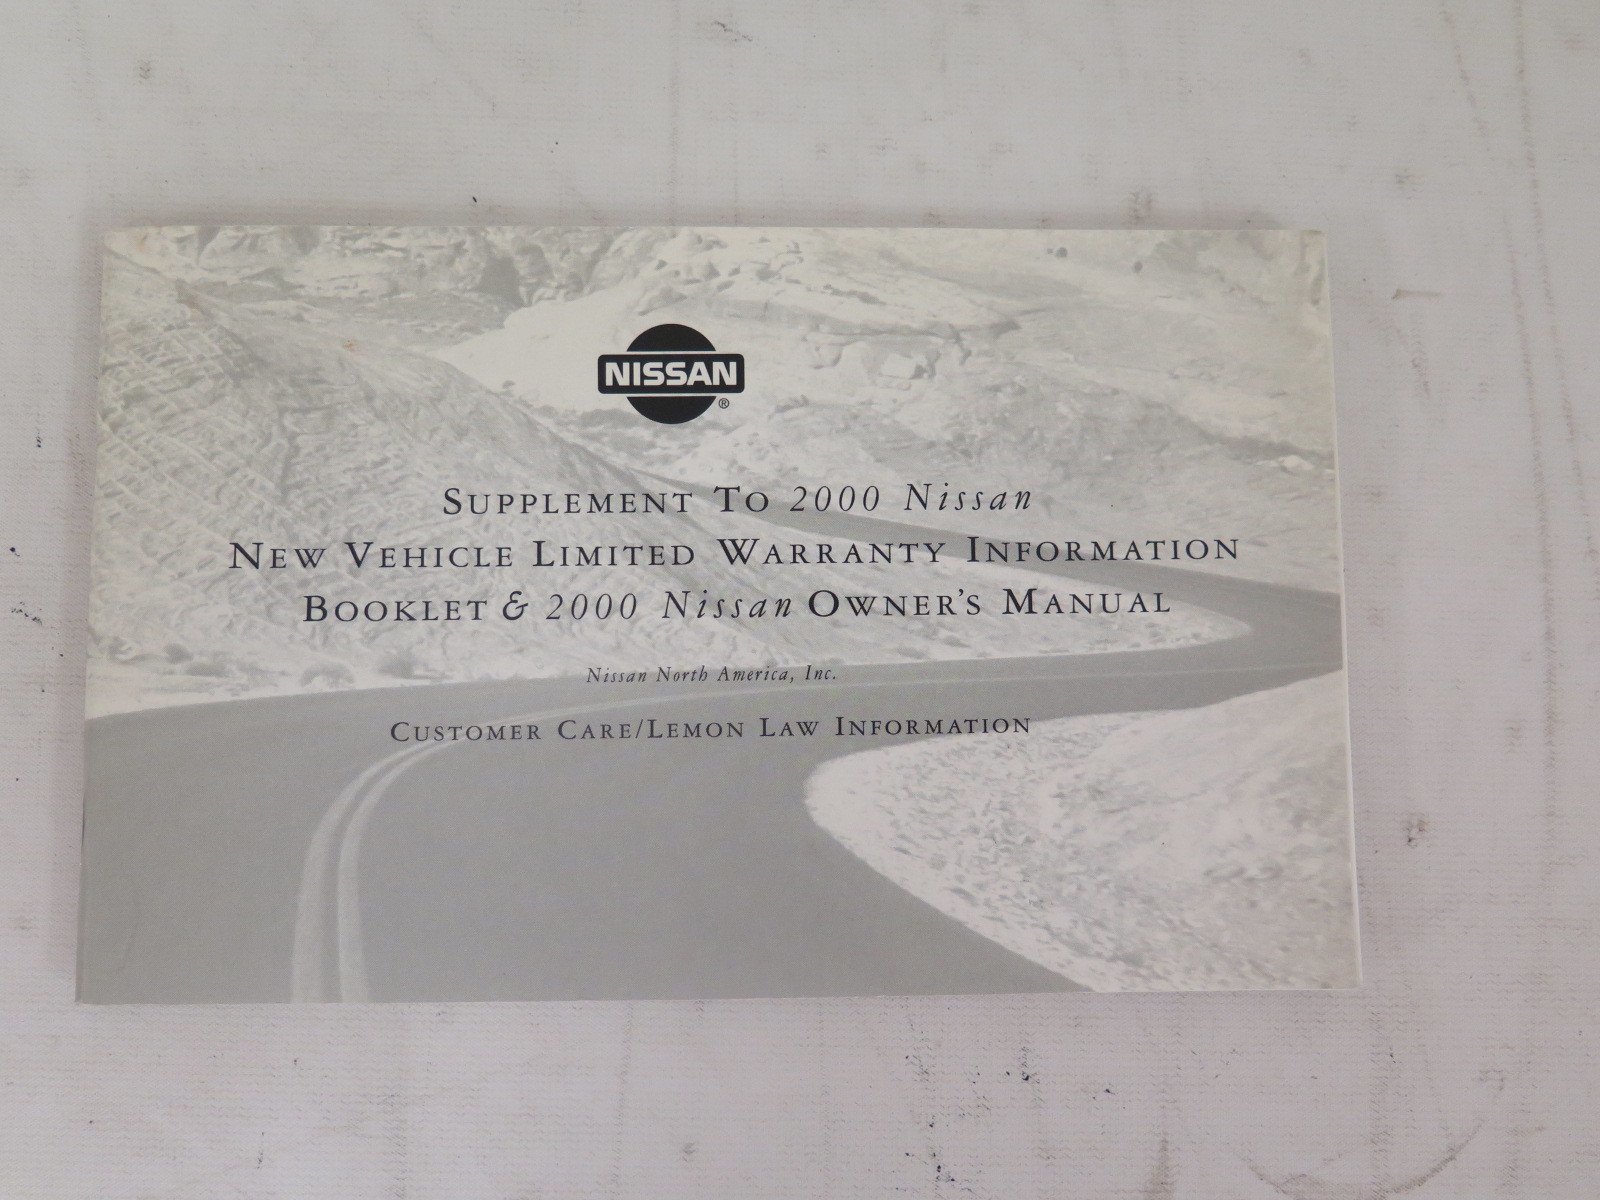 NISSAN
®
SUPPLEMENT TO 2000 Nissan
NEW VEHICLE LIMITED WARRANTY INFORMATION
BOOKLET & 2000 Nissan OWNER'S MANUAL
Nissan North America, Inc.
CUSTOMER CARE/LEMON LAW INFORMATION